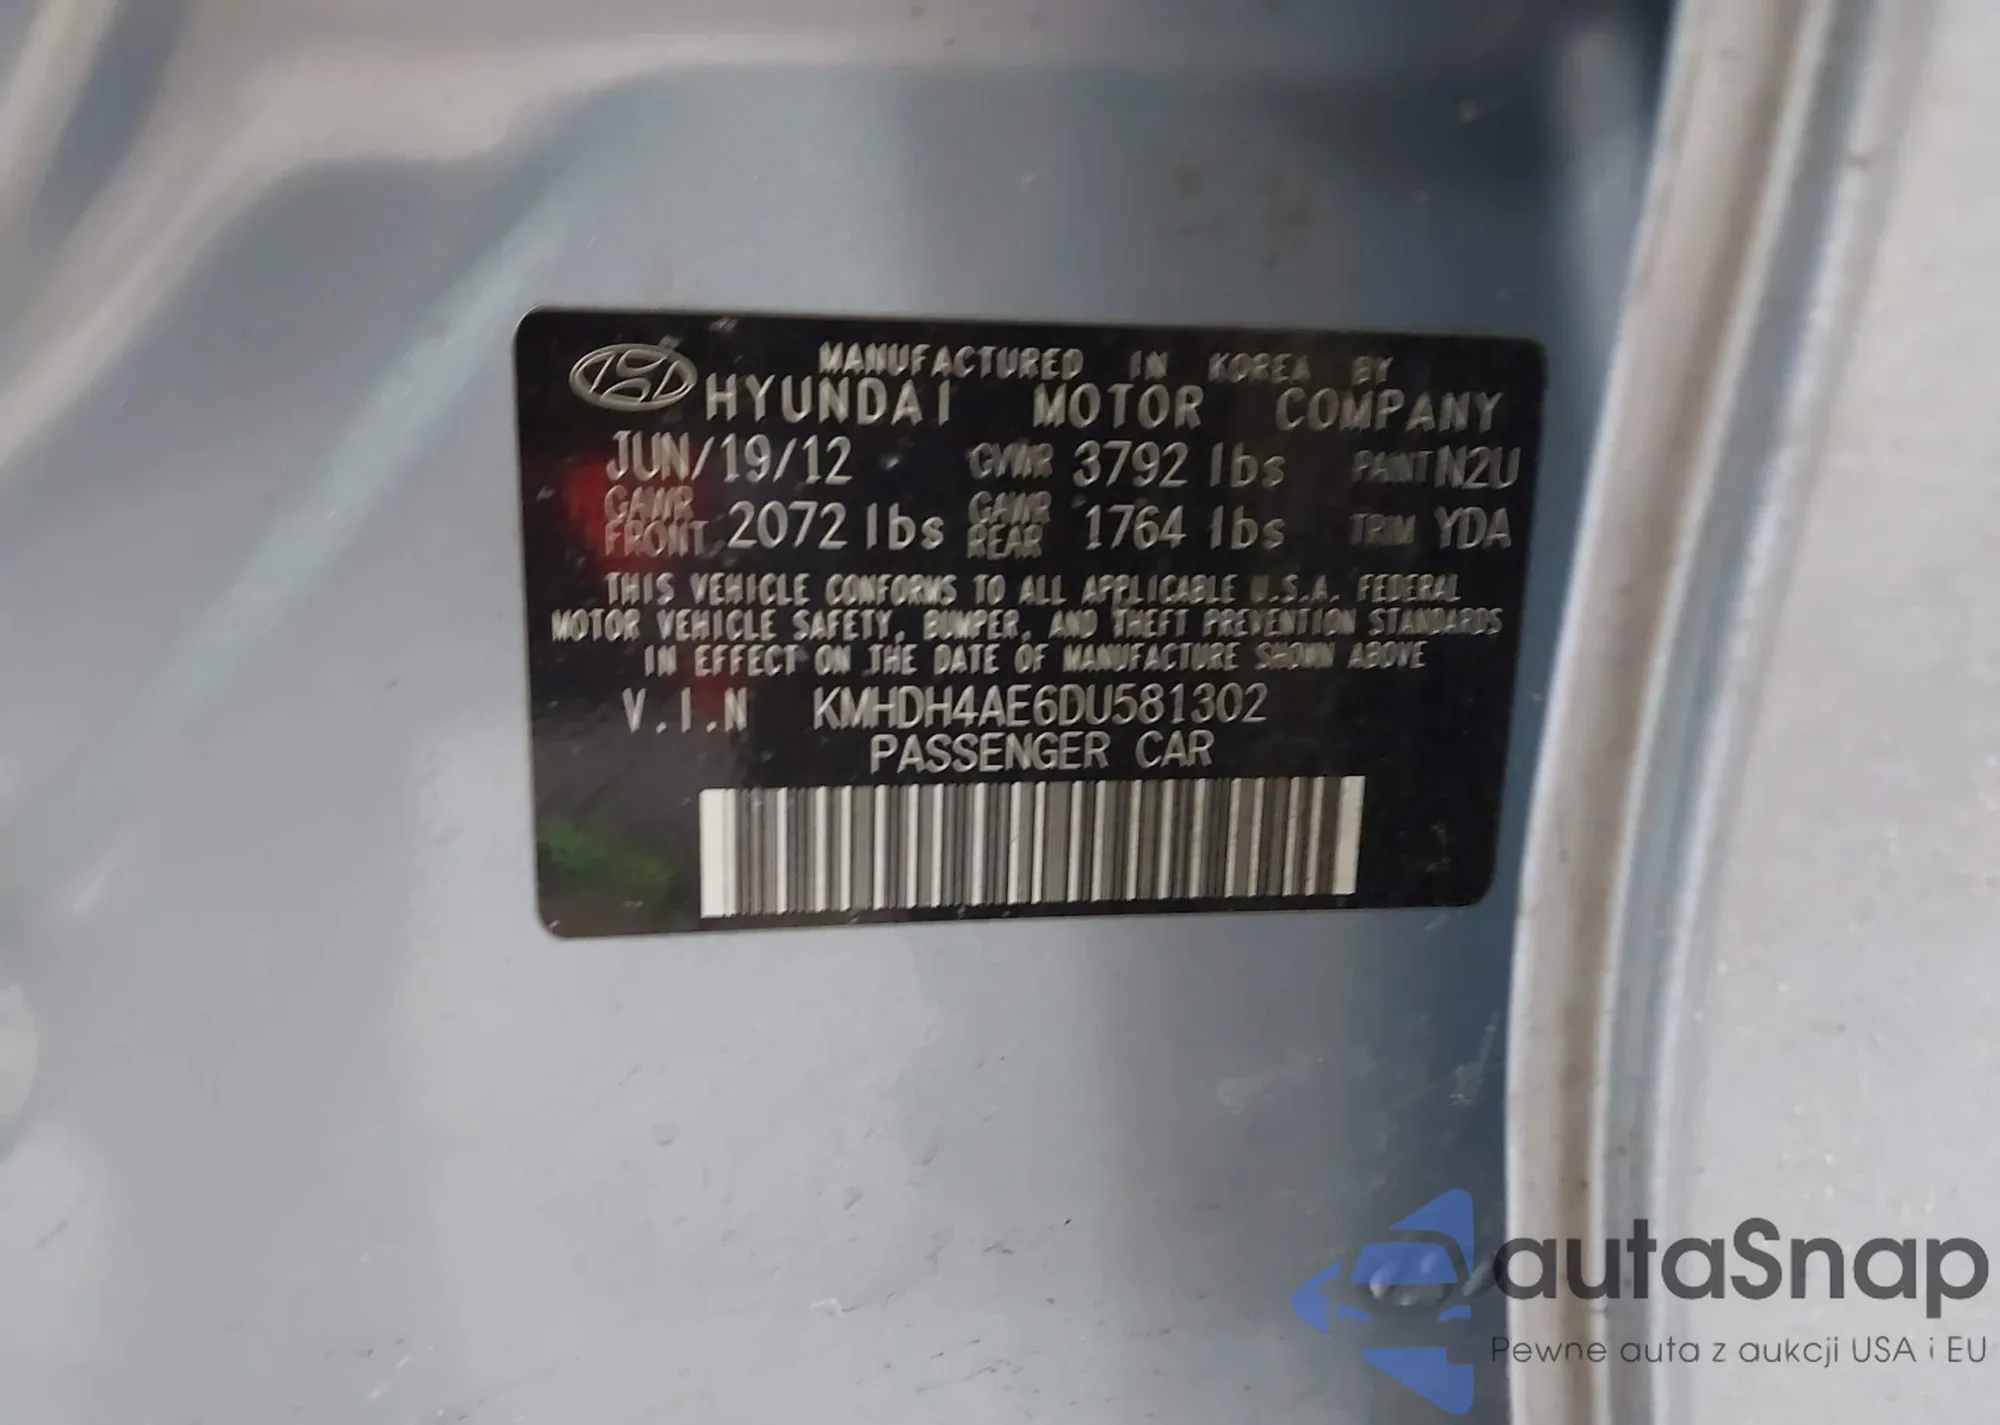 MANUFACTURED IN KOREA BY
HYUNDAI MOTOR COMPANY
JUN/19/12 GVWR 3792 lbs PAINT N2U
GAWR FRONT 2072 lbs GAWR REAR 1764 lbs TRIM YDA
THIS VEHICLE CONFORMS TO ALL APPLICABLE U.S.A. FEDERAL
MOTOR VEHICLE SAFETY, BUMPER, AND THEFT PREVENTION STANDARDS
IN EFFECT ON THE DATE OF MANUFACTURE SHOWN ABOVE
V.I.N KMHDH4AE6DU581302
PASSENGER CAR
autaSnap
Pewne auta z aukcji USA i EU